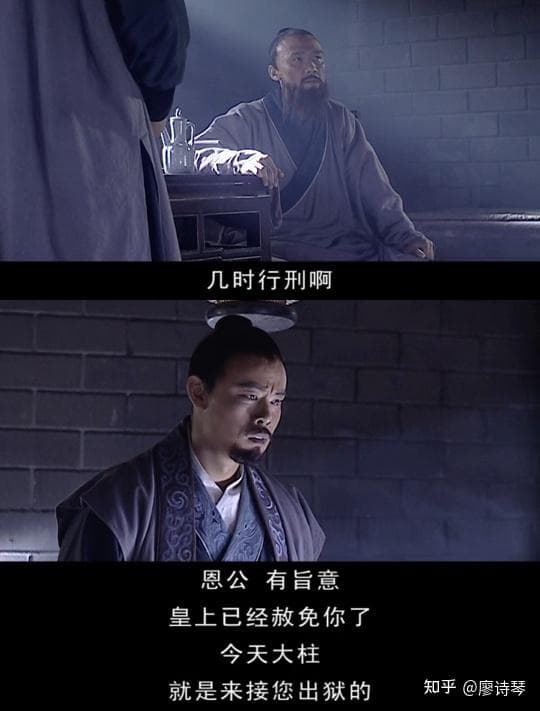 几时行刑啊
恩公 有旨意
皇上已经赦免你了
今天大柱
就是来接您出狱的
知乎 @廖诗琴